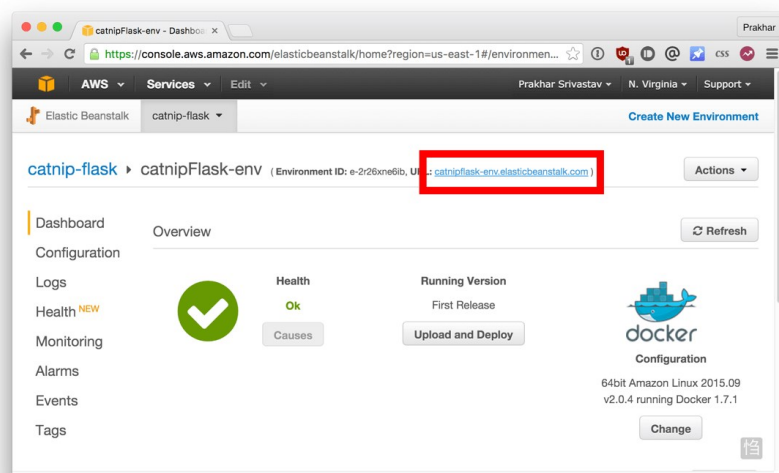 catnipFlask-env - Dashboa
Prakhar
https://console.aws.amazon.com/elasticbeanstalk/home?region=us-east-1#/environmen...
css
AWS Services Edit Prakhar Srivastav N. Virginia Support
Elastic Beanstalk catnip-flask Create New Environment
catnip-flask catnipFlask-env ( Environment ID: e-2r26xne6ib, URL: catnipflask-env.elasticbeanstalk.com ) Actions
Dashboard
Configuration
Logs
Health NEW
Monitoring
Alarms
Events
Tags
Overview
Refresh
Health
Ok
Causes
Running Version
First Release
Upload and Deploy
docker
Configuration
64bit Amazon Linux 2015.09
v2.0.4 running Docker 1.7.1
Change